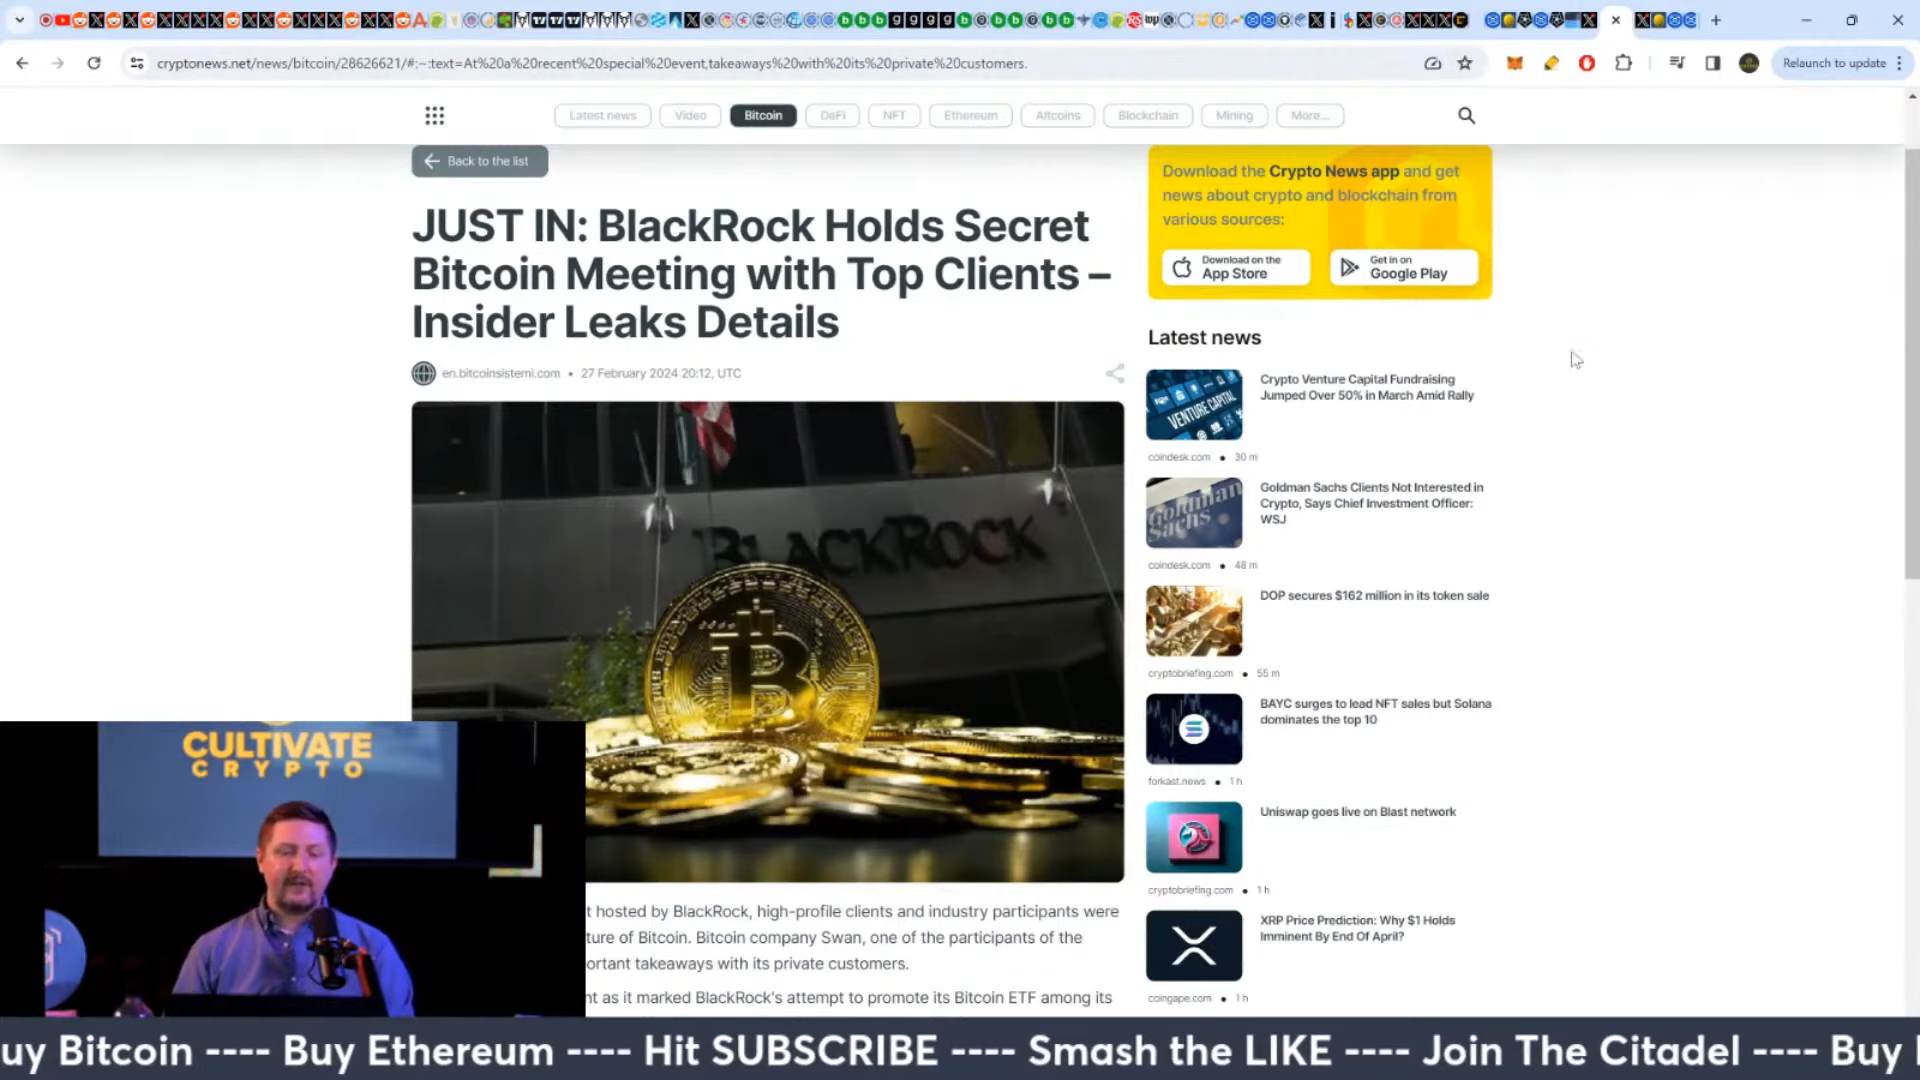 cryptonews.net/news/bitcoin/28626621/#:~:text=At%20a%20recent%20special%20event,takeaways%20with%20its%20private%20customers.
Relaunch to update
Latest news
Video
Bitcoin
DeFi
NFT
Ethereum
Altcoins
Blockchain
Mining
More...
Back to the list
JUST IN: BlackRock Holds Secret
Bitcoin Meeting with Top Clients –
Insider Leaks Details
en.bitcoinsistemi.com • 27 February 2024 20:12, UTC
BLACKROCK
t hosted by BlackRock, high-profile clients and industry participants were
ture of Bitcoin. Bitcoin company Swan, one of the participants of the
ortant takeaways with its private customers.
nt as it marked BlackRock's attempt to promote its Bitcoin ETF among its
Download the Crypto News app and get
news about crypto and blockchain from
various sources:
Download on the
App Store
Get in on
Google Play
Latest news
VENTURE CAPITAL
Crypto Venture Capital Fundraising
Jumped Over 50% in March Amid Rally
coindesk.com • 30 m
Goldman
Sachs
Goldman Sachs Clients Not Interested in
Crypto, Says Chief Investment Officer:
WSJ
coindesk.com • 48 m
DOP secures $162 million in its token sale
cryptobriefing.com • 55 m
BAYC surges to lead NFT sales but Solana
dominates the top 10
forkast.news • 1 h
Uniswap goes live on Blast network
cryptobriefing.com • 1 h
XRP Price Prediction: Why $1 Holds
Imminent By End Of April?
coingape.com • 1 h
CULTIVATE
CRYPTO
uy Bitcoin ---- Buy Ethereum ---- Hit SUBSCRIBE ---- Smash the LIKE ---- Join The Citadel ---- Buy